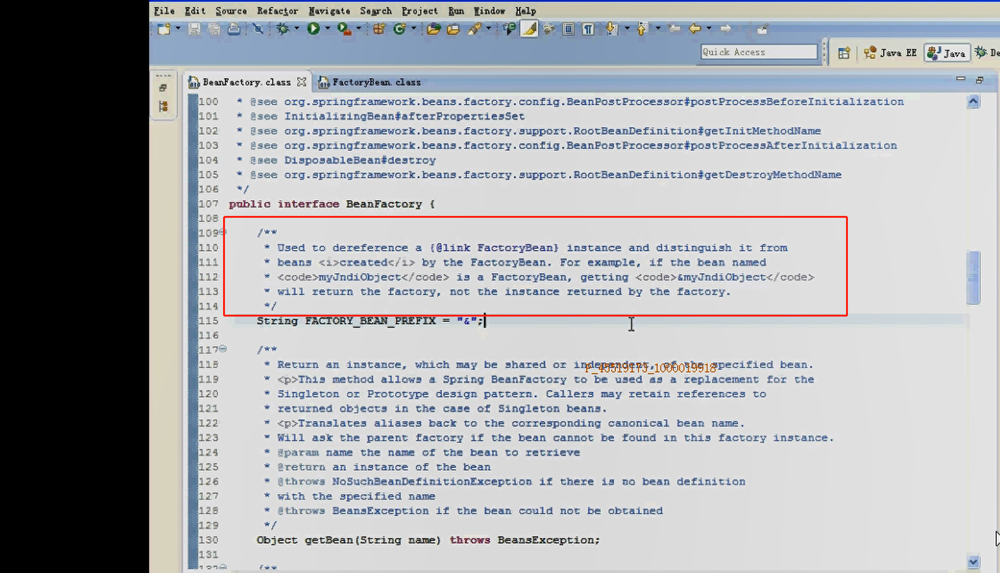 File Edit Source Refactor Navigate Search Project Run Window Help
Quick Access
Java EE
Java
De
BeanFactory.class
FactoryBean.class
100 * @see org.springframework.beans.factory.config.BeanPostProcessor#postProcessBeforeInitialization
101 * @see InitializingBean#afterPropertiesSet
102 * @see org.springframework.beans.factory.support.RootBeanDefinition#getInitMethodName
103 * @see org.springframework.beans.factory.config.BeanPostProcessor#postProcessAfterInitialization
104 * @see DisposableBean#destroy
105 * @see org.springframework.beans.factory.support.RootBeanDefinition#getDestroyMethodName
106 */
107 public interface BeanFactory {
108
109 /**
110 * Used to dereference a {@link FactoryBean} instance and distinguish it from
111 * beans <i>created</i> by the FactoryBean. For example, if the bean named
112 * <code>myJndiObject</code> is a FactoryBean, getting <code>&myJndiObject</code>
113 * will return the factory, not the instance returned by the factory.
114 */
115 String FACTORY_BEAN_PREFIX = "&";
116
117 /**
118 * Return an instance, which may be shared or independent, of the specified bean.
P_45519173_1000019918
119 * <p>This method allows a Spring BeanFactory to be used as a replacement for the
120 * Singleton or Prototype design pattern. Callers may retain references to
121 * returned objects in the case of Singleton beans.
122 * <p>Translates aliases back to the corresponding canonical bean name.
123 * Will ask the parent factory if the bean cannot be found in this factory instance.
124 * @param name the name of the bean to retrieve
125 * @return an instance of the bean
126 * @throws NoSuchBeanDefinitionException if there is no bean definition
127 * with the specified name
128 * @throws BeansException if the bean could not be obtained
129 */
130 Object getBean(String name) throws BeansException;
131
132 /**